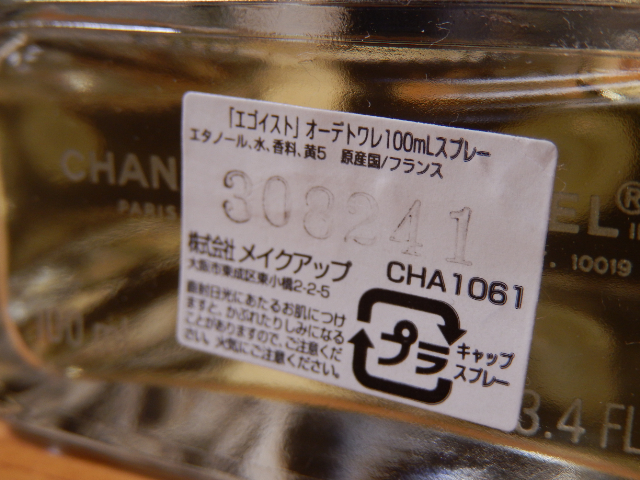 「エゴイスト」オーデトワレ100mLスプレー
エタノール、水、香料、黄5 原産国/フランス
308241
株式会社 メイクアップ
大阪市東成区東小橋2-2-5
CHA1061
直射日光にあたるお肌につけ
ますと、かぶれたりしみになる
ことがありますので、ご注意くだ
さい。火気にご注意ください。
プラ
キャップ
スプレー
CHAN
EL®
PARIS
10019
100 ml
3.4 FL